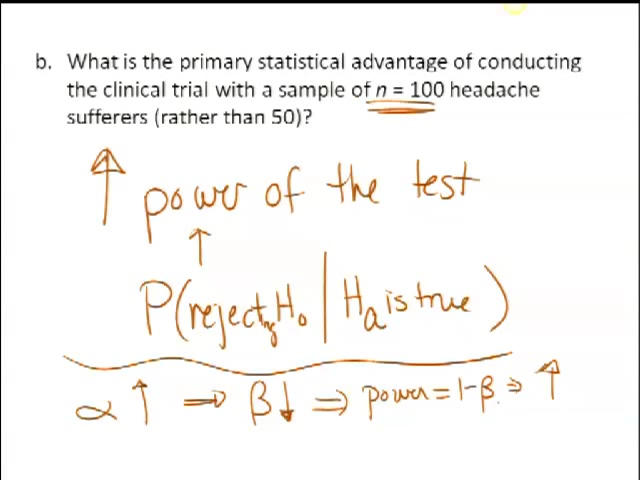 b. What is the primary statistical advantage of conducting
the clinical trial with a sample of n = 100 headache
sufferers (rather than 50)?
↑ power of the test
↑
P(rejecting H₀ | Hₐ is true)
α ↑ ⇒ β↓ ⇒ power = 1-β ⇒ ↑